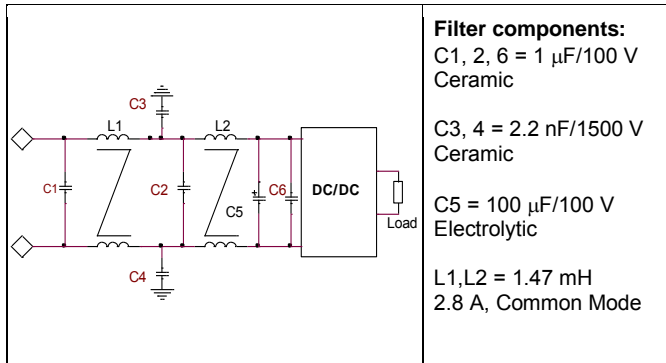 C3
L1
L2
C1
C2
C5
+
C6
DC/DC
Load
C4
Filter components:
C1, 2, 6 = 1 μF/100 V
Ceramic
C3, 4 = 2.2 nF/1500 V
Ceramic
C5 = 100 μF/100 V
Electrolytic
L1,L2 = 1.47 mH
2.8 A, Common Mode